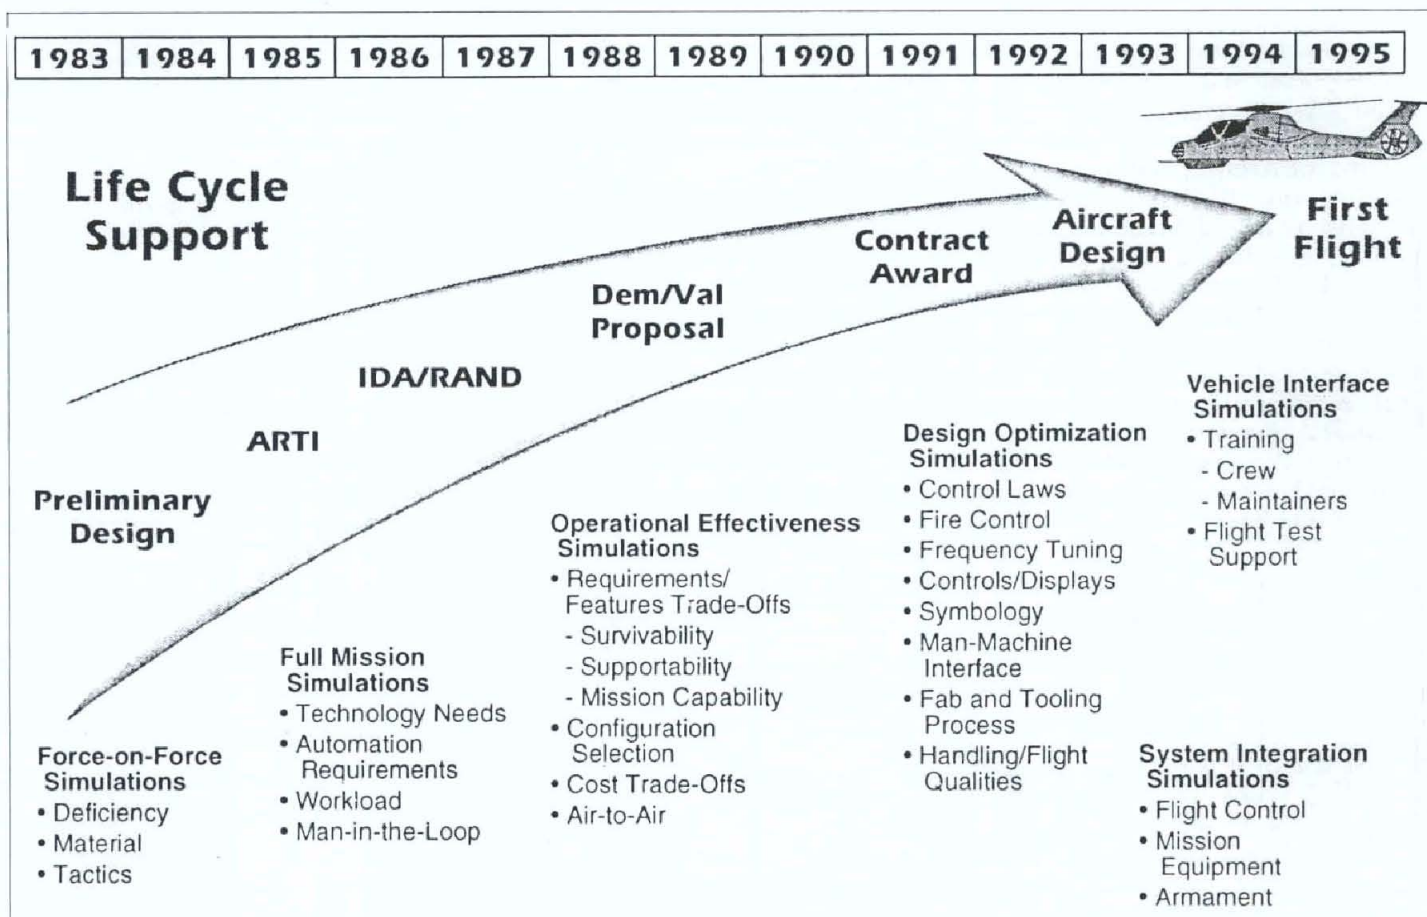 1983 1984 1985 1986 1987 1988 1989 1990 1991 1992 1993 1994 1995
Life Cycle
Support
First
Flight
Aircraft
Design
Contract
Award
Dem/Val
Proposal
IDA/RAND
ARTI
Preliminary
Design
Force-on-Force
Simulations
• Deficiency
• Material
• Tactics
Full Mission
Simulations
• Technology Needs
• Automation
Requirements
• Workload
• Man-in-the-Loop
Operational Effectiveness
Simulations
• Requirements/
Features Trade-Offs
- Survivability
- Supportability
- Mission Capability
• Configuration
Selection
• Cost Trade-Offs
• Air-to-Air
Design Optimization
Simulations
• Control Laws
• Fire Control
• Frequency Tuning
• Controls/Displays
• Symbology
• Man-Machine
Interface
• Fab and Tooling
Process
• Handling/Flight
Qualities
Vehicle Interface
Simulations
• Training
- Crew
- Maintainers
• Flight Test
Support
System Integration
Simulations
• Flight Control
• Mission
Equipment
• Armament